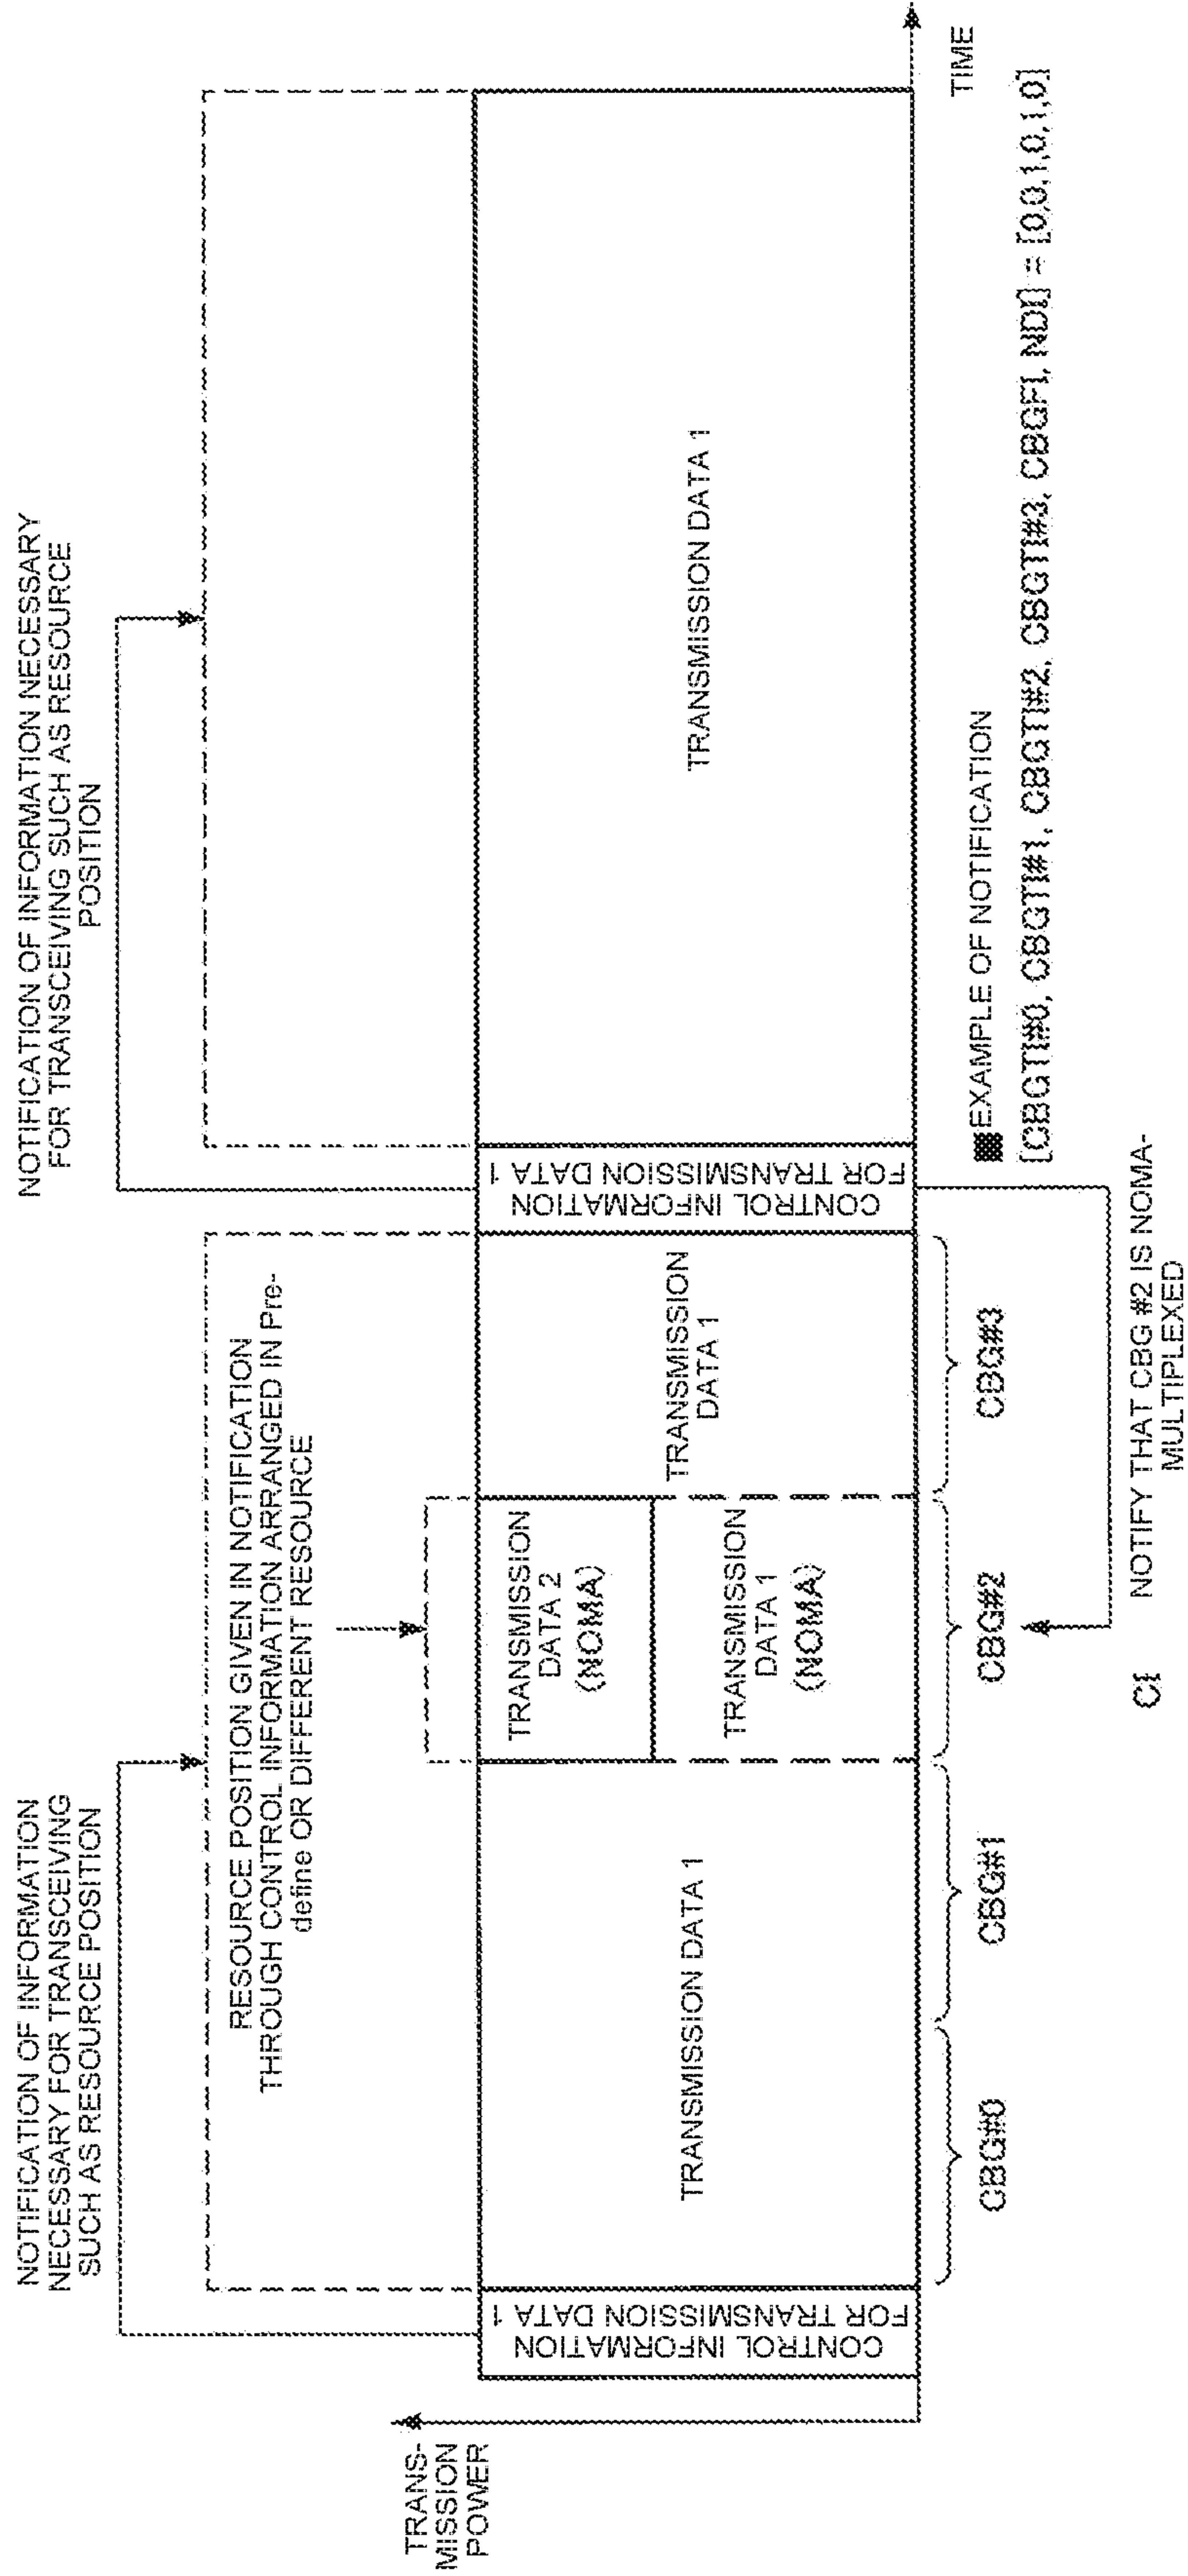 NOTIFICATION OF INFORMATION
NECESSARY FOR TRANSCEIVING
SUCH AS RESOURCE POSITION
NOTIFICATION OF INFORMATION NECESSARY
FOR TRANSCEIVING SUCH AS RESOURCE
POSITION
RESOURCE POSITION GIVEN IN NOTIFICATION
THROUGH CONTROL INFORMATION ARRANGED IN Pre-
define OR DIFFERENT RESOURCE
TRANS-
MISSION
POWER
CONTROL INFORMATION
FOR TRANSMISSION DATA 1
TRANSMISSION DATA 1
TRANSMISSION
DATA 2
(NOMA)
TRANSMISSION
DATA 1
(NOMA)
TRANSMISSION
DATA 1
CONTROL INFORMATION
FOR TRANSMISSION DATA 1
TRANSMISSION DATA 1
TIME
CBG#0
CBG#1
CBG#2
CBG#3
■EXAMPLE OF NOTIFICATION
[CBGTI#0, CBGTI#1, CBGTI#2, CBGTI#3, CBGFI, NDI] = [0,0,1,0,1,0]
CI
NOTIFY THAT CBG #2 IS NOMA-
MULTIPLEXED